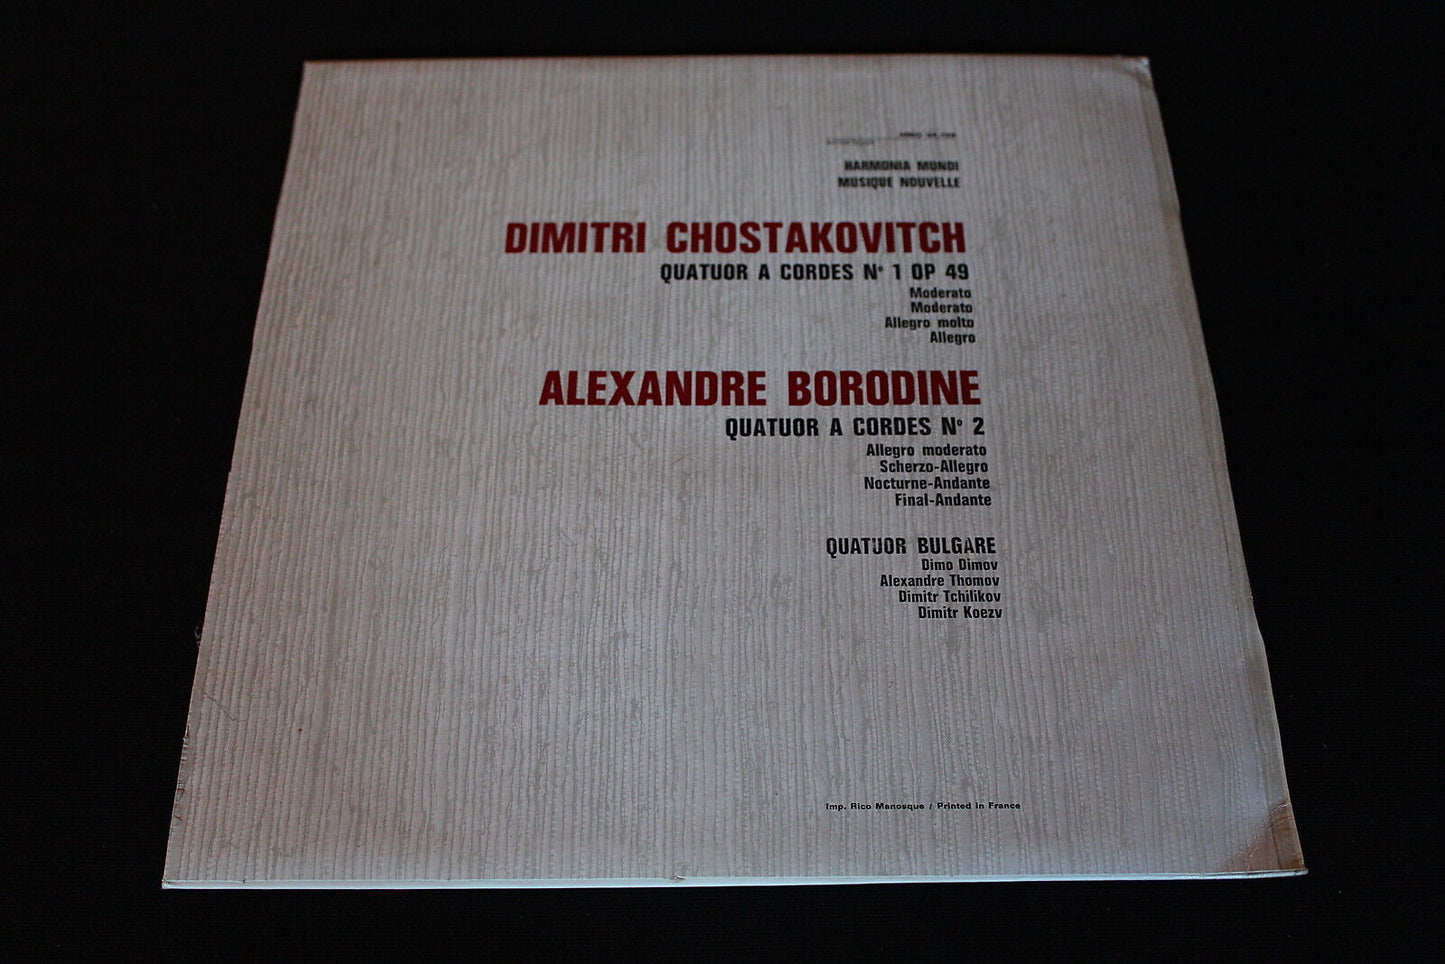 HARMONIA MUNDI
MUSIQUE NOUVELLE
DIMITRI CHOSTAKOVITCH
QUATUOR A CORDES N° 1 OP 49
Moderato
Moderato
Allegro molto
Allegro
ALEXANDRE BORODINE
QUATUOR A CORDES N° 2
Allegro moderato
Scherzo-Allegro
Nocturne-Andante
Final-Andante
QUATUOR BULGARE
Dimo Dimov
Alexandre Thomov
Dimitr Tchilikov
Dimitr Koezv
Imp. Rico Manosque / Printed in France